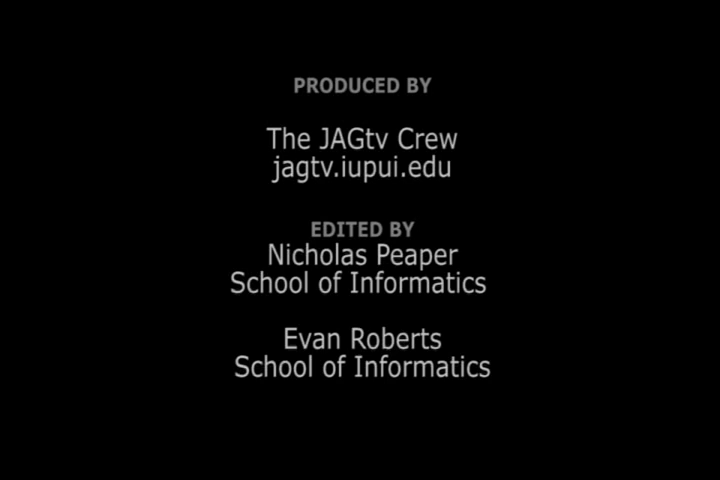 PRODUCED BY
The JAGtv Crew
jagtv.iupui.edu
EDITED BY
Nicholas Peaper
School of Informatics
Evan Roberts
School of Informatics